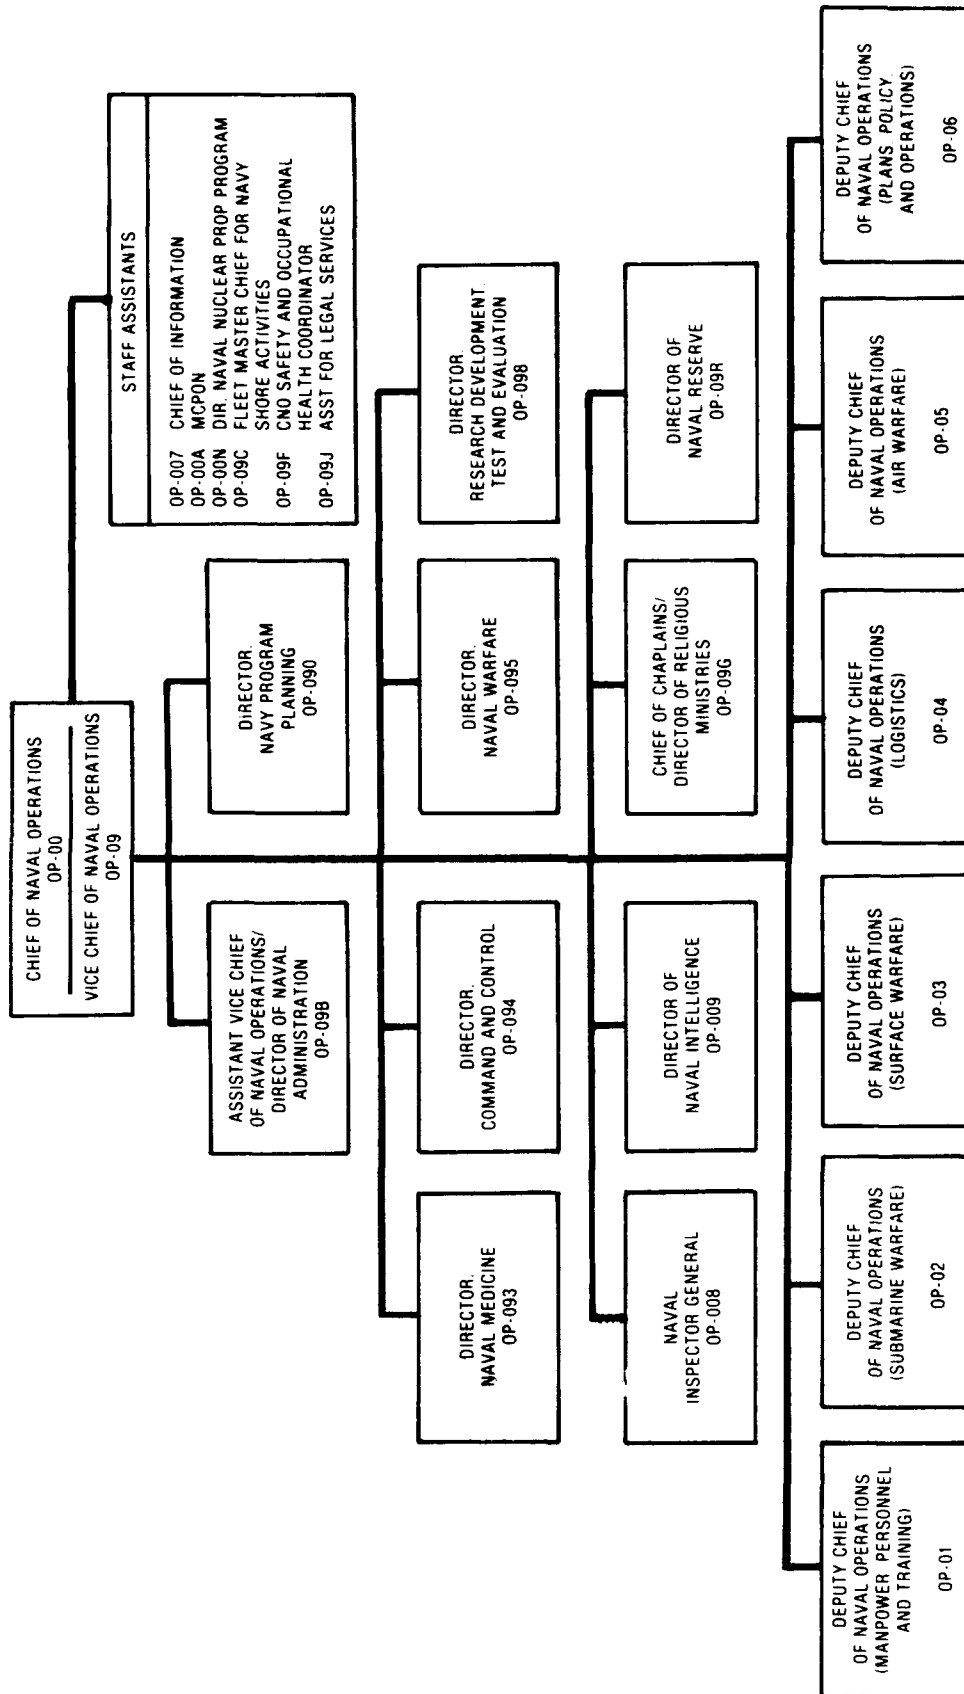 CHIEF OF NAVAL OPERATIONS
OP-00
VICE CHIEF OF NAVAL OPERATIONS
OP-09
STAFF ASSISTANTS
OP-007 CHIEF OF INFORMATION
OP-00A MCPON
OP-00N DIR. NAVAL NUCLEAR PROP PROGRAM
OP-09C FLEET MASTER CHIEF FOR NAVY
SHORE ACTIVITIES
OP-09F CNO SAFETY AND OCCUPATIONAL
HEALTH COORDINATOR
OP-09J ASST FOR LEGAL SERVICES
ASSISTANT VICE CHIEF
OF NAVAL OPERATIONS/
DIRECTOR OF NAVAL
ADMINISTRATION
OP-09B
DIRECTOR.
NAVY PROGRAM
PLANNING
OP-090
DIRECTOR.
NAVAL MEDICINE
OP-093
DIRECTOR.
COMMAND AND CONTROL
OP-094
DIRECTOR.
NAVAL WARFARE
OP-095
DIRECTOR.
RESEARCH DEVELOPMENT.
TEST AND EVALUATION
OP-098
NAVAL
INSPECTOR GENERAL
OP-008
DIRECTOR OF
NAVAL INTELLIGENCE
OP-009
CHIEF OF CHAPLAINS/
DIRECTOR OF RELIGIOUS
MINISTRIES
OP-09G
DIRECTOR OF
NAVAL RESERVE
OP-09R
DEPUTY CHIEF
OF NAVAL OPERATIONS
(MANPOWER PERSONNEL
AND TRAINING)
OP-01
DEPUTY CHIEF
OF NAVAL OPERATIONS
(SUBMARINE WARFARE)
OP-02
DEPUTY CHIEF
OF NAVAL OPERATIONS
(SURFACE WARFARE)
OP-03
DEPUTY CHIEF
OF NAVAL OPERATIONS
(LOGISTICS)
OP-04
DEPUTY CHIEF
OF NAVAL OPERATIONS
(AIR WARFARE)
OP-05
DEPUTY CHIEF
OF NAVAL OPERATIONS
(PLANS POLICY.
AND OPERATIONS)
OP-06